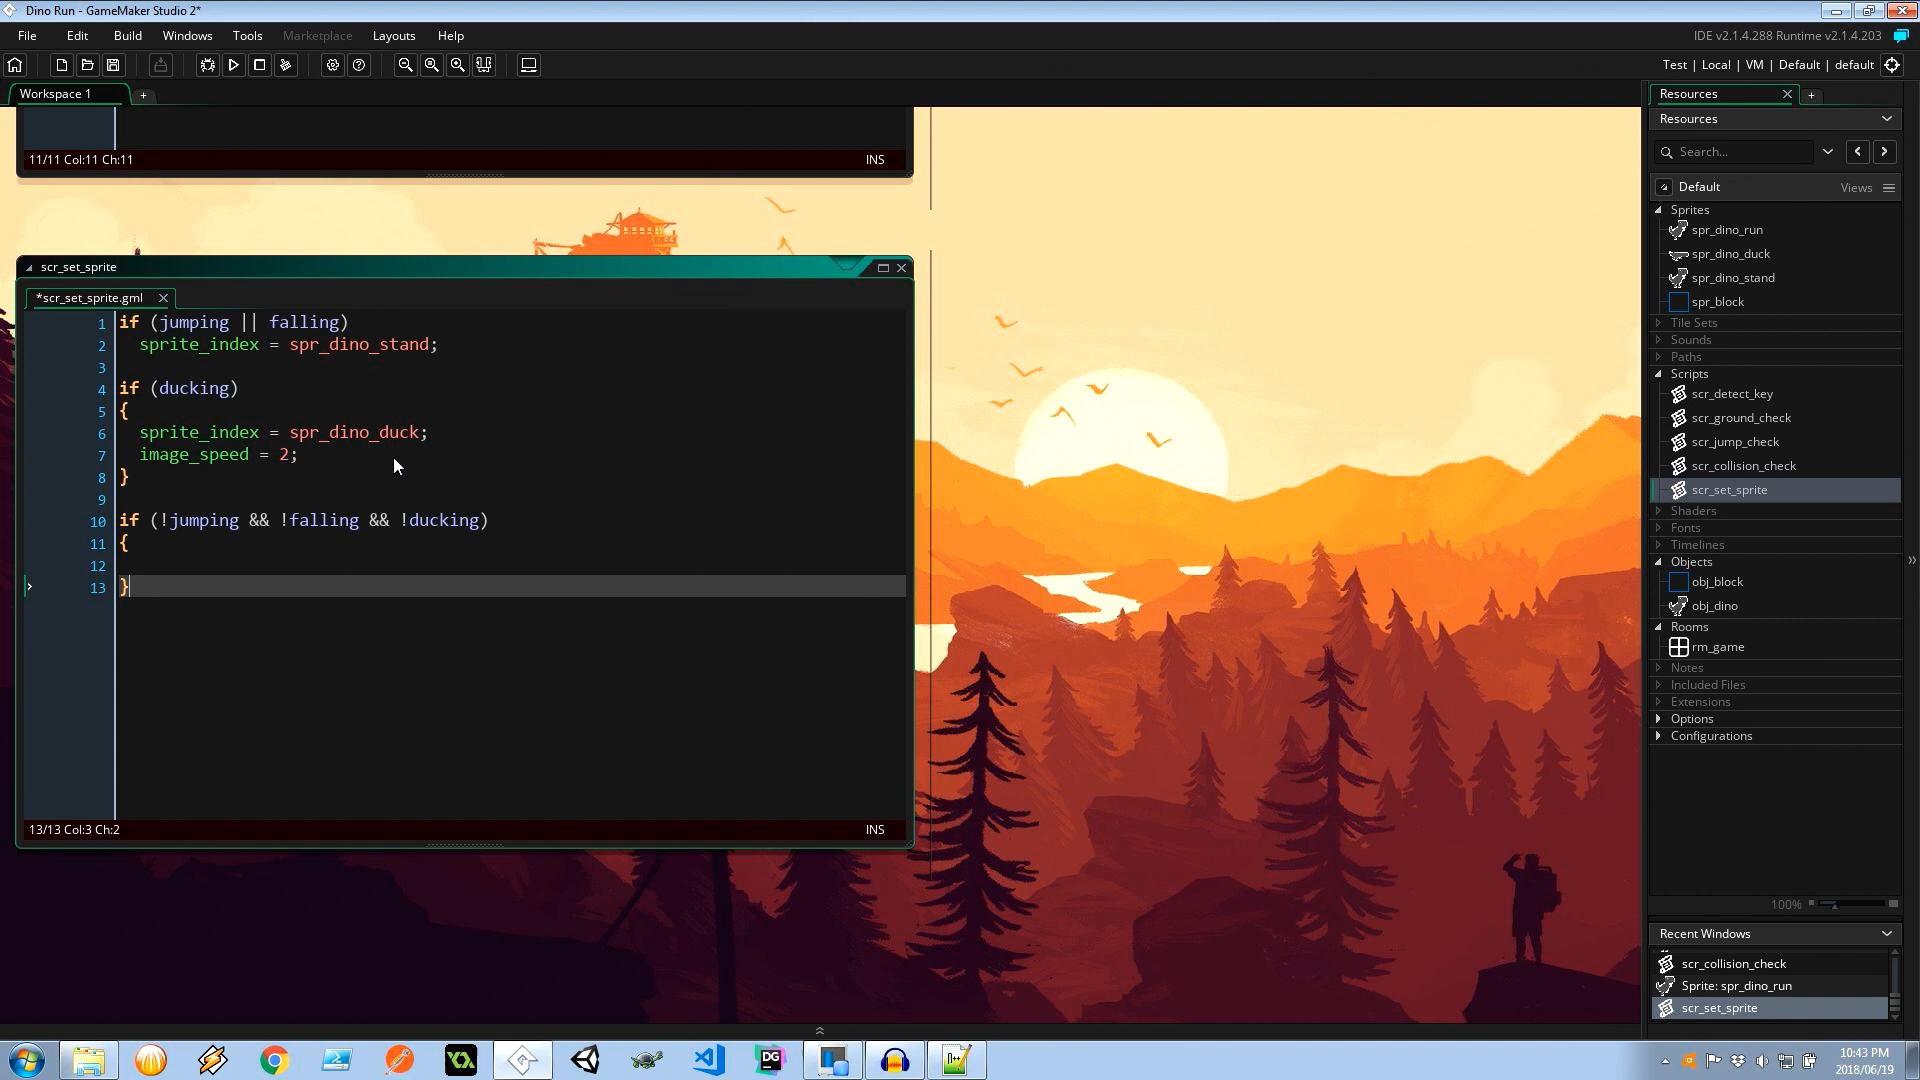 Dino Run - GameMaker Studio 2*
File Edit Build Windows Tools Marketplace Layouts Help
IDE v2.1.4.288 Runtime v2.1.4.203
Test | Local | VM | Default | default
Workspace 1
11/11 Col:11 Ch:11 INS
scr_set_sprite
*scr_set_sprite.gml
1 if (jumping || falling)
2 sprite_index = spr_dino_stand;
3
4 if (ducking)
5 {
6 sprite_index = spr_dino_duck;
7 image_speed = 2;
8 }
9
10 if (!jumping && !falling && !ducking)
11 {
12
13 }
13/13 Col:3 Ch:2 INS
Resources
Resources
Search...
Default Views
Sprites
spr_dino_run
spr_dino_duck
spr_dino_stand
spr_block
Tile Sets
Sounds
Paths
Scripts
scr_detect_key
scr_ground_check
scr_jump_check
scr_collision_check
scr_set_sprite
Shaders
Fonts
Timelines
Objects
obj_block
obj_dino
Rooms
rm_game
Notes
Included Files
Extensions
Options
Configurations
100%
Recent Windows
scr_collision_check
Sprite: spr_dino_run
scr_set_sprite
DG
n++
10:43 PM
2018/06/19